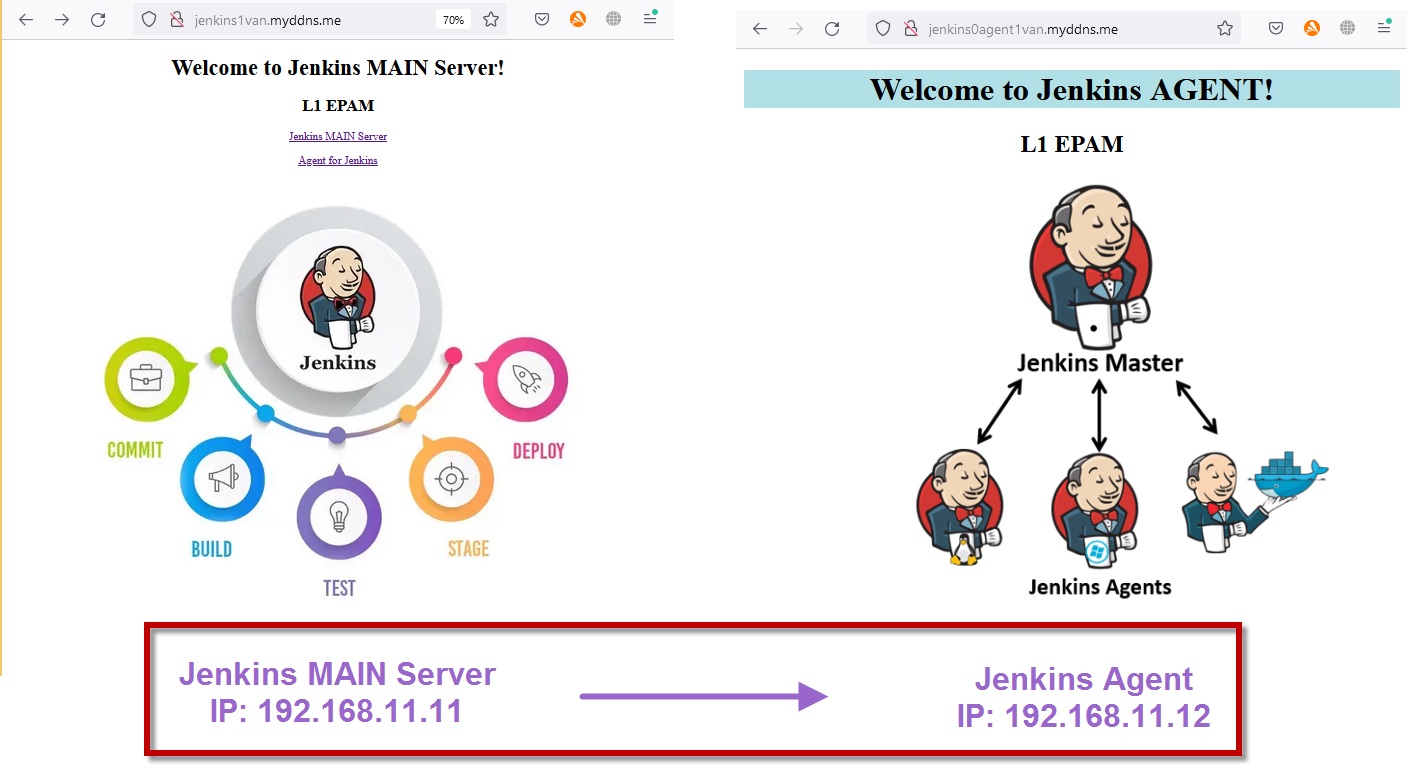 jenkins1van.myddns.me
70%
Welcome to Jenkins MAIN Server!
L1 EPAM
Jenkins MAIN Server
Agent for Jenkins
Jenkins
COMMIT
BUILD
TEST
STAGE
DEPLOY
jenkins0agent1van.myddns.me
Welcome to Jenkins AGENT!
L1 EPAM
Jenkins Master
Jenkins Agents
Jenkins MAIN Server
IP: 192.168.11.11
Jenkins Agent
IP: 192.168.11.12